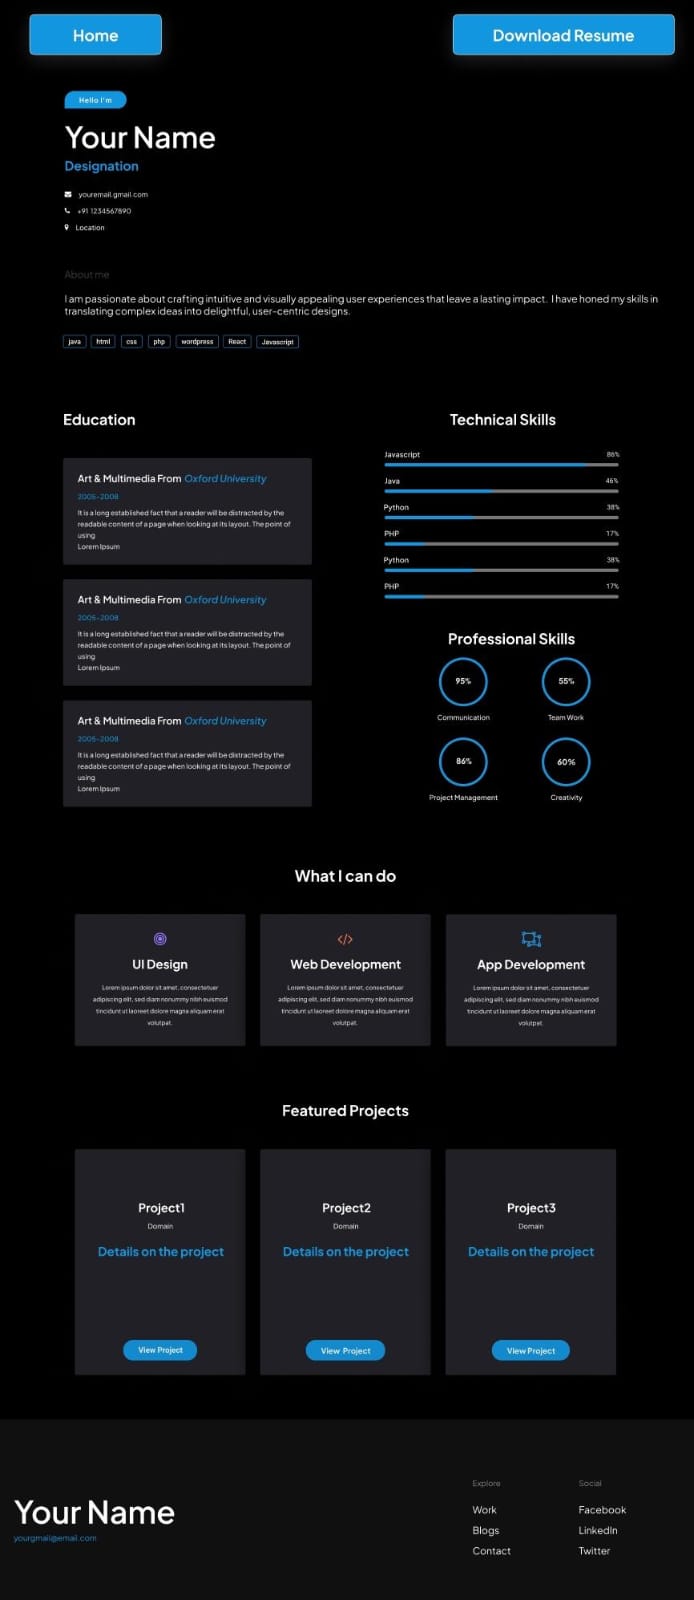 Home
Download Resume
Hello I'm
Your Name
Designation
youremail.gmail.com
+91 1234567890
Location
About me
I am passionate about crafting intuitive and visually appealing user experiences that leave a lasting impact. I have honed my skills in
translating complex ideas into delightful, user-centric designs.
java html css php wordpress React Javascript
Education
Art & Multimedia From Oxford University
2005-2008
It is a long established fact that a reader will be distracted by the
readable content of a page when looking at its layout. The point of
using
Lorem Ipsum
Art & Multimedia From Oxford University
2005-2008
It is a long established fact that a reader will be distracted by the
readable content of a page when looking at its layout. The point of
using
Lorem Ipsum
Art & Multimedia From Oxford University
2005-2008
It is a long established fact that a reader will be distracted by the
readable content of a page when looking at its layout. The point of
using
Lorem Ipsum
Technical Skills
Javascript 86%
Java 46%
Python 38%
PHP 17%
Python 38%
PHP 17%
Professional Skills
95% 55%
Communication Team Work
86% 60%
Project Management Creativity
What I can do
UI Design
Lorem ipsum dolor sit amet, consectetuer
adipiscing elit, sed diam nonummy nibh euismod
tincidunt ut laoreet dolore magna aliquam erat
volutpat.
Web Development
Lorem ipsum dolor sit amet, consectetuer
adipiscing elit, sed diam nonummy nibh euismod
tincidunt ut laoreet dolore magna aliquam erat
volutpat.
App Development
Lorem ipsum dolor sit amet, consectetuer
adipiscing elit, sed diam nonummy nibh euismod
tincidunt ut laoreet dolore magna aliquam erat
volutpat.
Featured Projects
Project1
Domain
Details on the project
View Project
Project2
Domain
Details on the project
View Project
Project3
Domain
Details on the project
View Project
Your Name
yourgmail@email.com
Explore
Work
Blogs
Contact
Social
Facebook
LinkedIn
Twitter